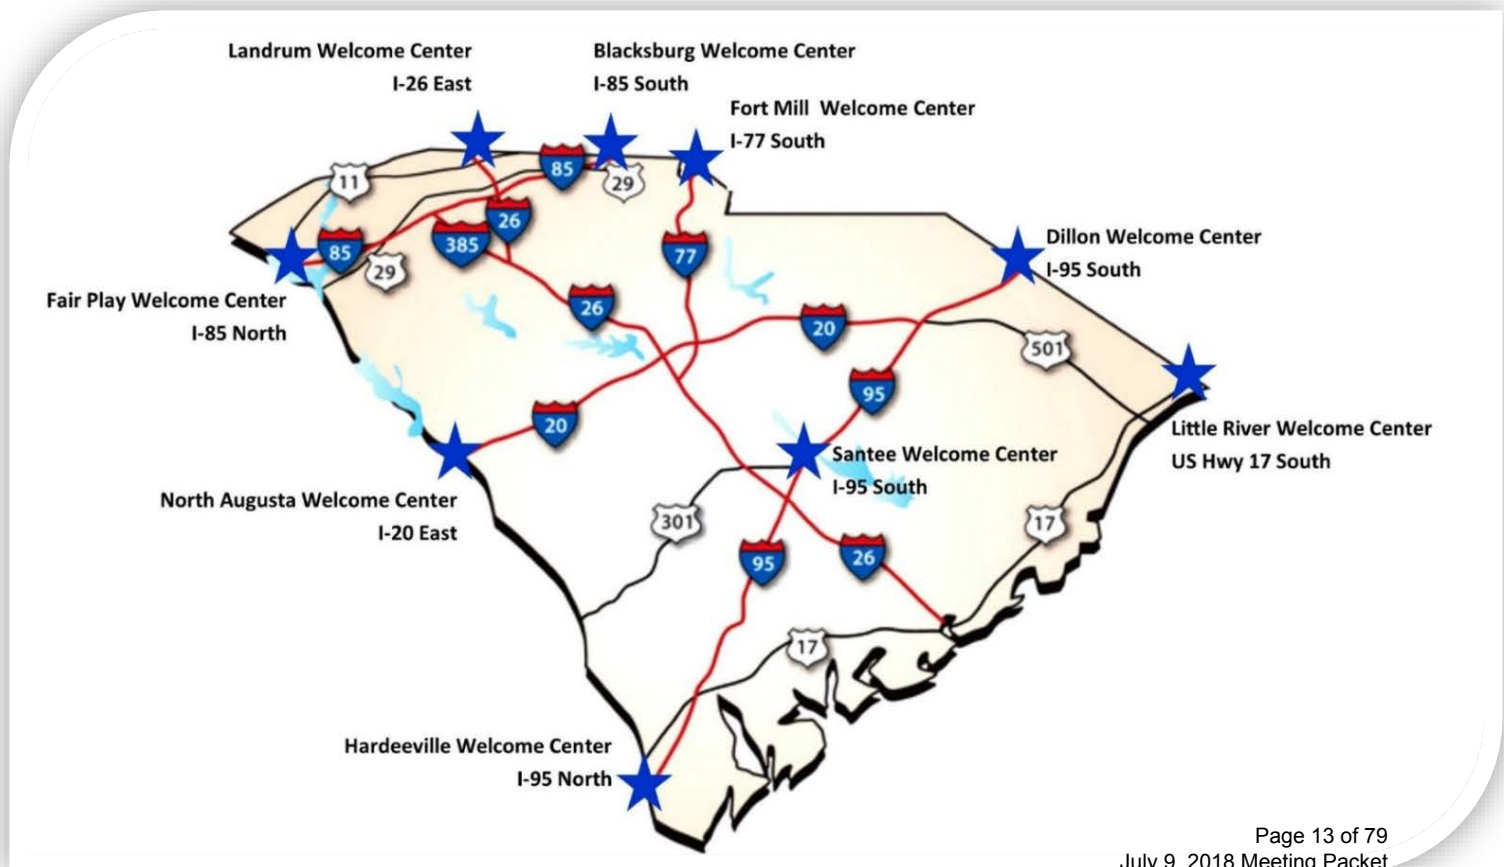 Landrum Welcome Center
I-26 East
Blacksburg Welcome Center
I-85 South
Fort Mill Welcome Center
I-77 South
11
85
29
26
385
85
29
77
Dillon Welcome Center
I-95 South
Fair Play Welcome Center
I-85 North
26
20
501
95
20
Little River Welcome Center
US Hwy 17 South
Santee Welcome Center
I-95 South
North Augusta Welcome Center
I-20 East
301
17
95
26
17
Hardeeville Welcome Center
I-95 North
Page 13 of 79
July 9, 2018 Meeting Packet